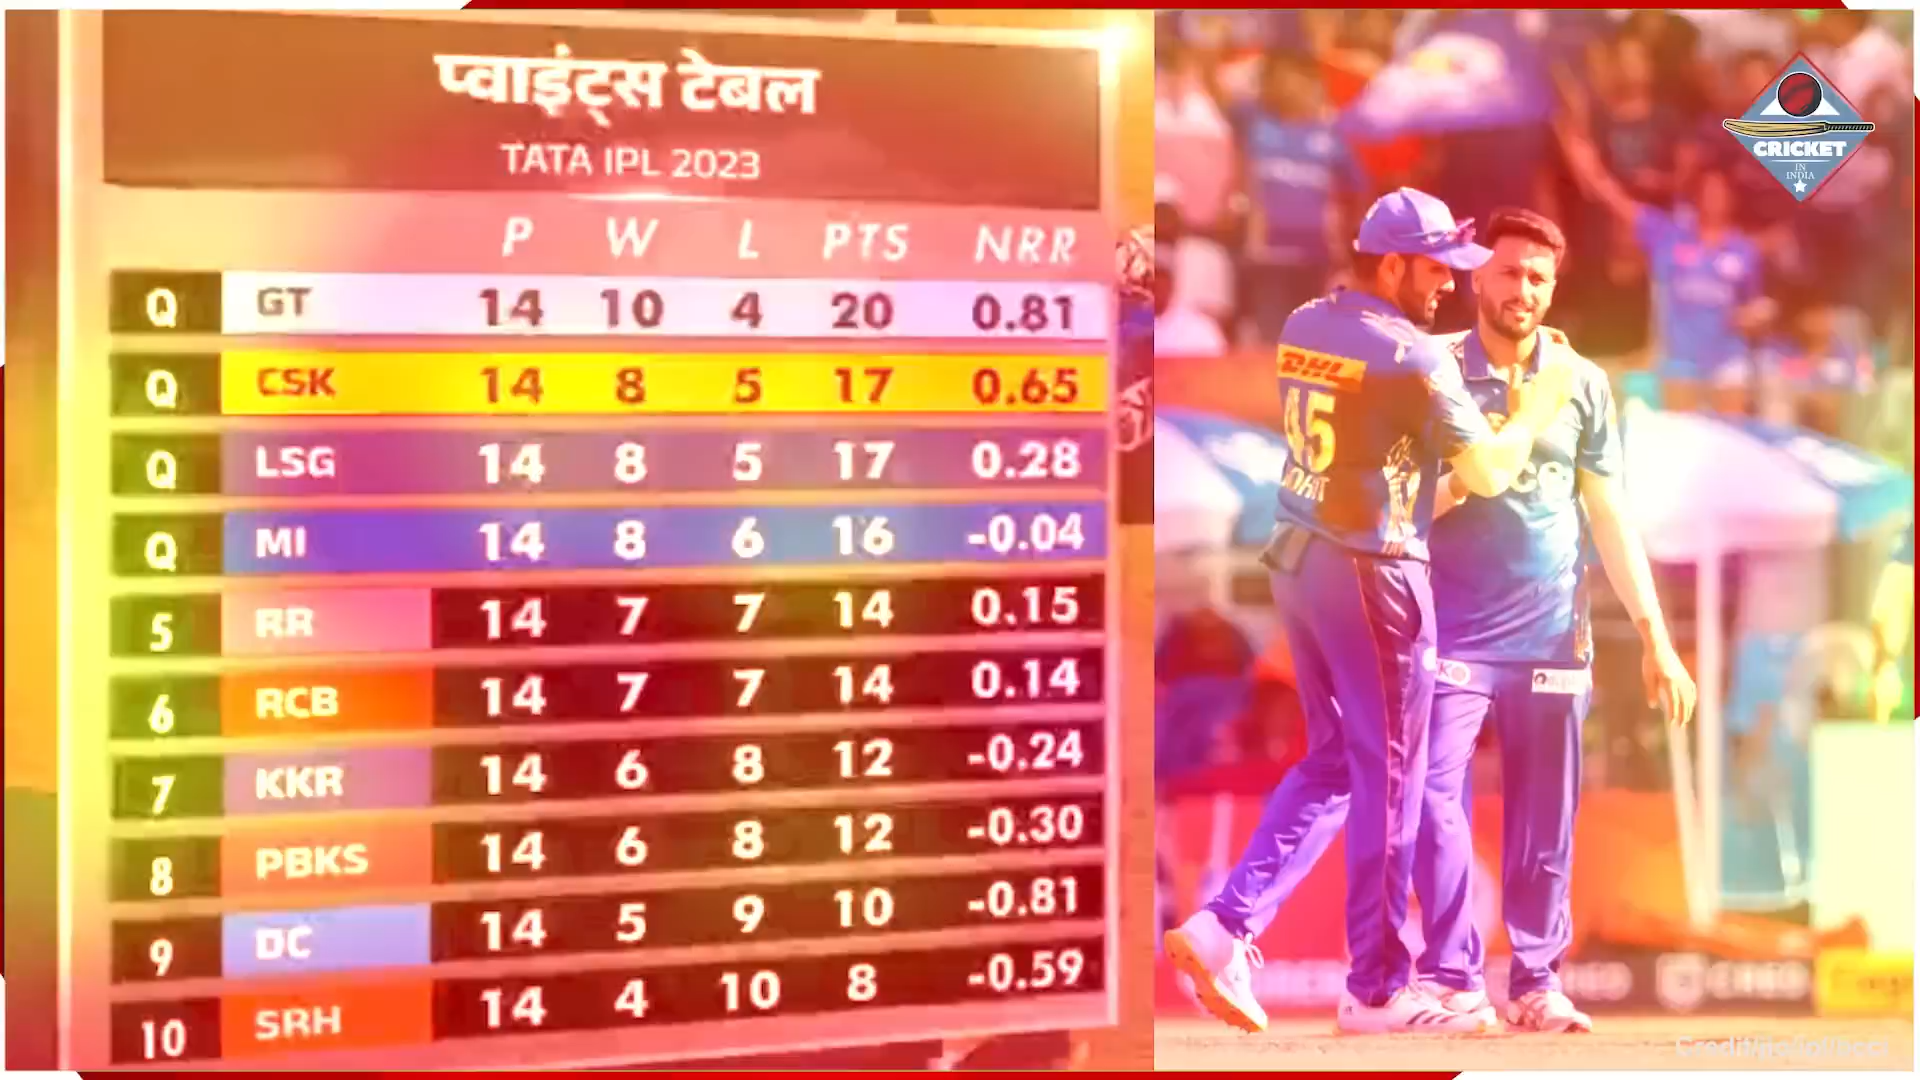 प्वाइंट्स टेबल
TATA IPL 2023
P W L PTS NRR
Q GT 14 10 4 20 0.81
Q CSK 14 8 5 17 0.65
Q LSG 14 8 5 17 0.28
Q MI 14 8 6 16 -0.04
5 RR 14 7 7 14 0.15
6 RCB 14 7 7 14 0.14
7 KKR 14 6 8 12 -0.24
8 PBKS 14 6 8 12 -0.30
9 DC 14 5 9 10 -0.81
10 SRH 14 4 10 8 -0.59
CRICKET
IN
INDIA
DHL
45